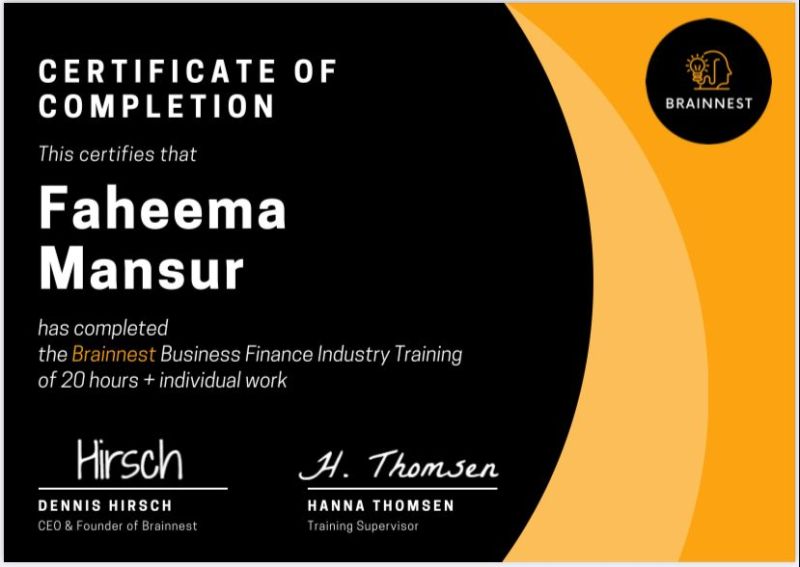 CERTIFICATE OF
COMPLETION
BRAINNEST
This certifies that
Faheema
Mansur
has completed
the Brainnest Business Finance Industry Training
of 20 hours + individual work
Hirsch
H. Thomsen
DENNIS HIRSCH
HANNA THOMSEN
CEO & Founder of Brainnest
Training Supervisor